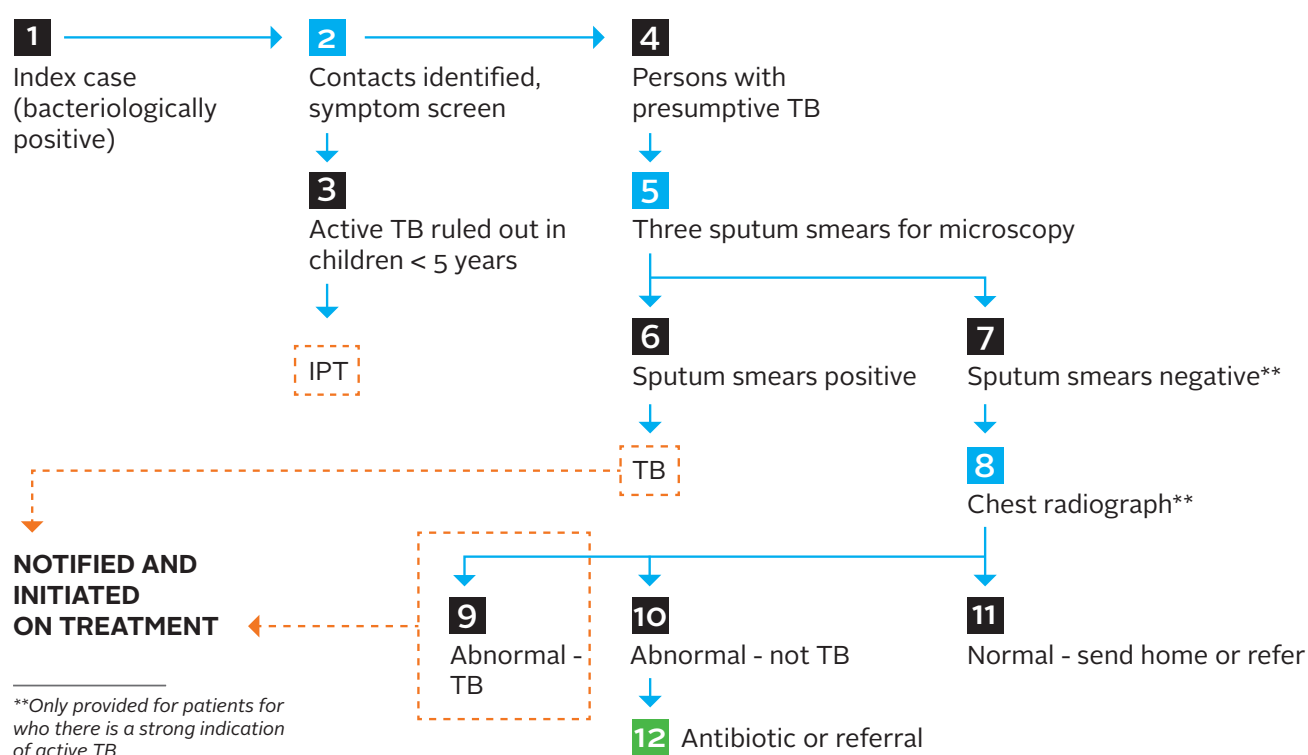 1
Index case
(bacteriologically
positive)
2
Contacts identified,
symptom screen
3
Active TB ruled out in
children < 5 years
IPT
4
Persons with
presumptive TB
5
Three sputum smears for microscopy
6
Sputum smears positive
TB
7
Sputum smears negative**
8
Chest radiograph**
NOTIFIED AND
INITIATED
ON TREATMENT
9
Abnormal -
TB
10
Abnormal - not TB
11
Normal - send home or refer
12 Antibiotic or referral
**Only provided for patients for
who there is a strong indication
of active TB